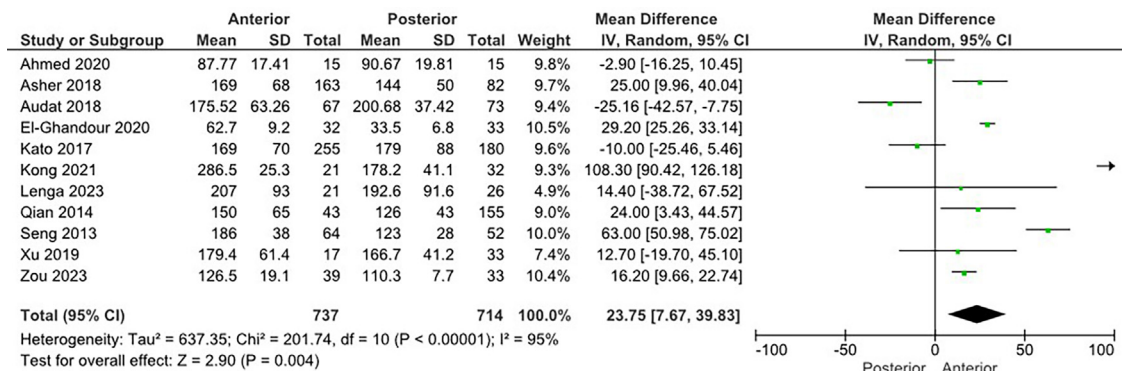 Anterior Posterior Mean Difference Mean Difference
Study or Subgroup Mean SD Total Mean SD Total Weight IV, Random, 95% CI IV, Random, 95% CI
Ahmed 2020 87.77 17.41 15 90.67 19.81 15 9.8% -2.90 [-16.25, 10.45]
Asher 2018 169 68 163 144 50 82 9.7% 25.00 [9.96, 40.04]
Audat 2018 175.52 63.26 67 200.68 37.42 73 9.4% -25.16 [-42.57, -7.75]
El-Ghandour 2020 62.7 9.2 32 33.5 6.8 33 10.5% 29.20 [25.26, 33.14]
Kato 2017 169 70 255 179 88 180 9.6% -10.00 [-25.46, 5.46]
Kong 2021 286.5 25.3 21 178.2 41.1 32 9.3% 108.30 [90.42, 126.18]
Lenga 2023 207 93 21 192.6 91.6 26 4.9% 14.40 [-38.72, 67.52]
Qian 2014 150 65 43 126 43 155 9.0% 24.00 [3.43, 44.57]
Seng 2013 186 38 64 123 28 52 10.0% 63.00 [50.98, 75.02]
Xu 2019 179.4 61.4 17 166.7 41.2 33 7.4% 12.70 [-19.70, 45.10]
Zou 2023 126.5 19.1 39 110.3 7.7 33 10.4% 16.20 [9.66, 22.74]
Total (95% CI) 737 714 100.0% 23.75 [7.67, 39.83]
Heterogeneity: Tau² = 637.35; Chi² = 201.74, df = 10 (P < 0.00001); I² = 95%
Test for overall effect: Z = 2.90 (P = 0.004)
-100 -50 0 50 100
Posterior Anterior